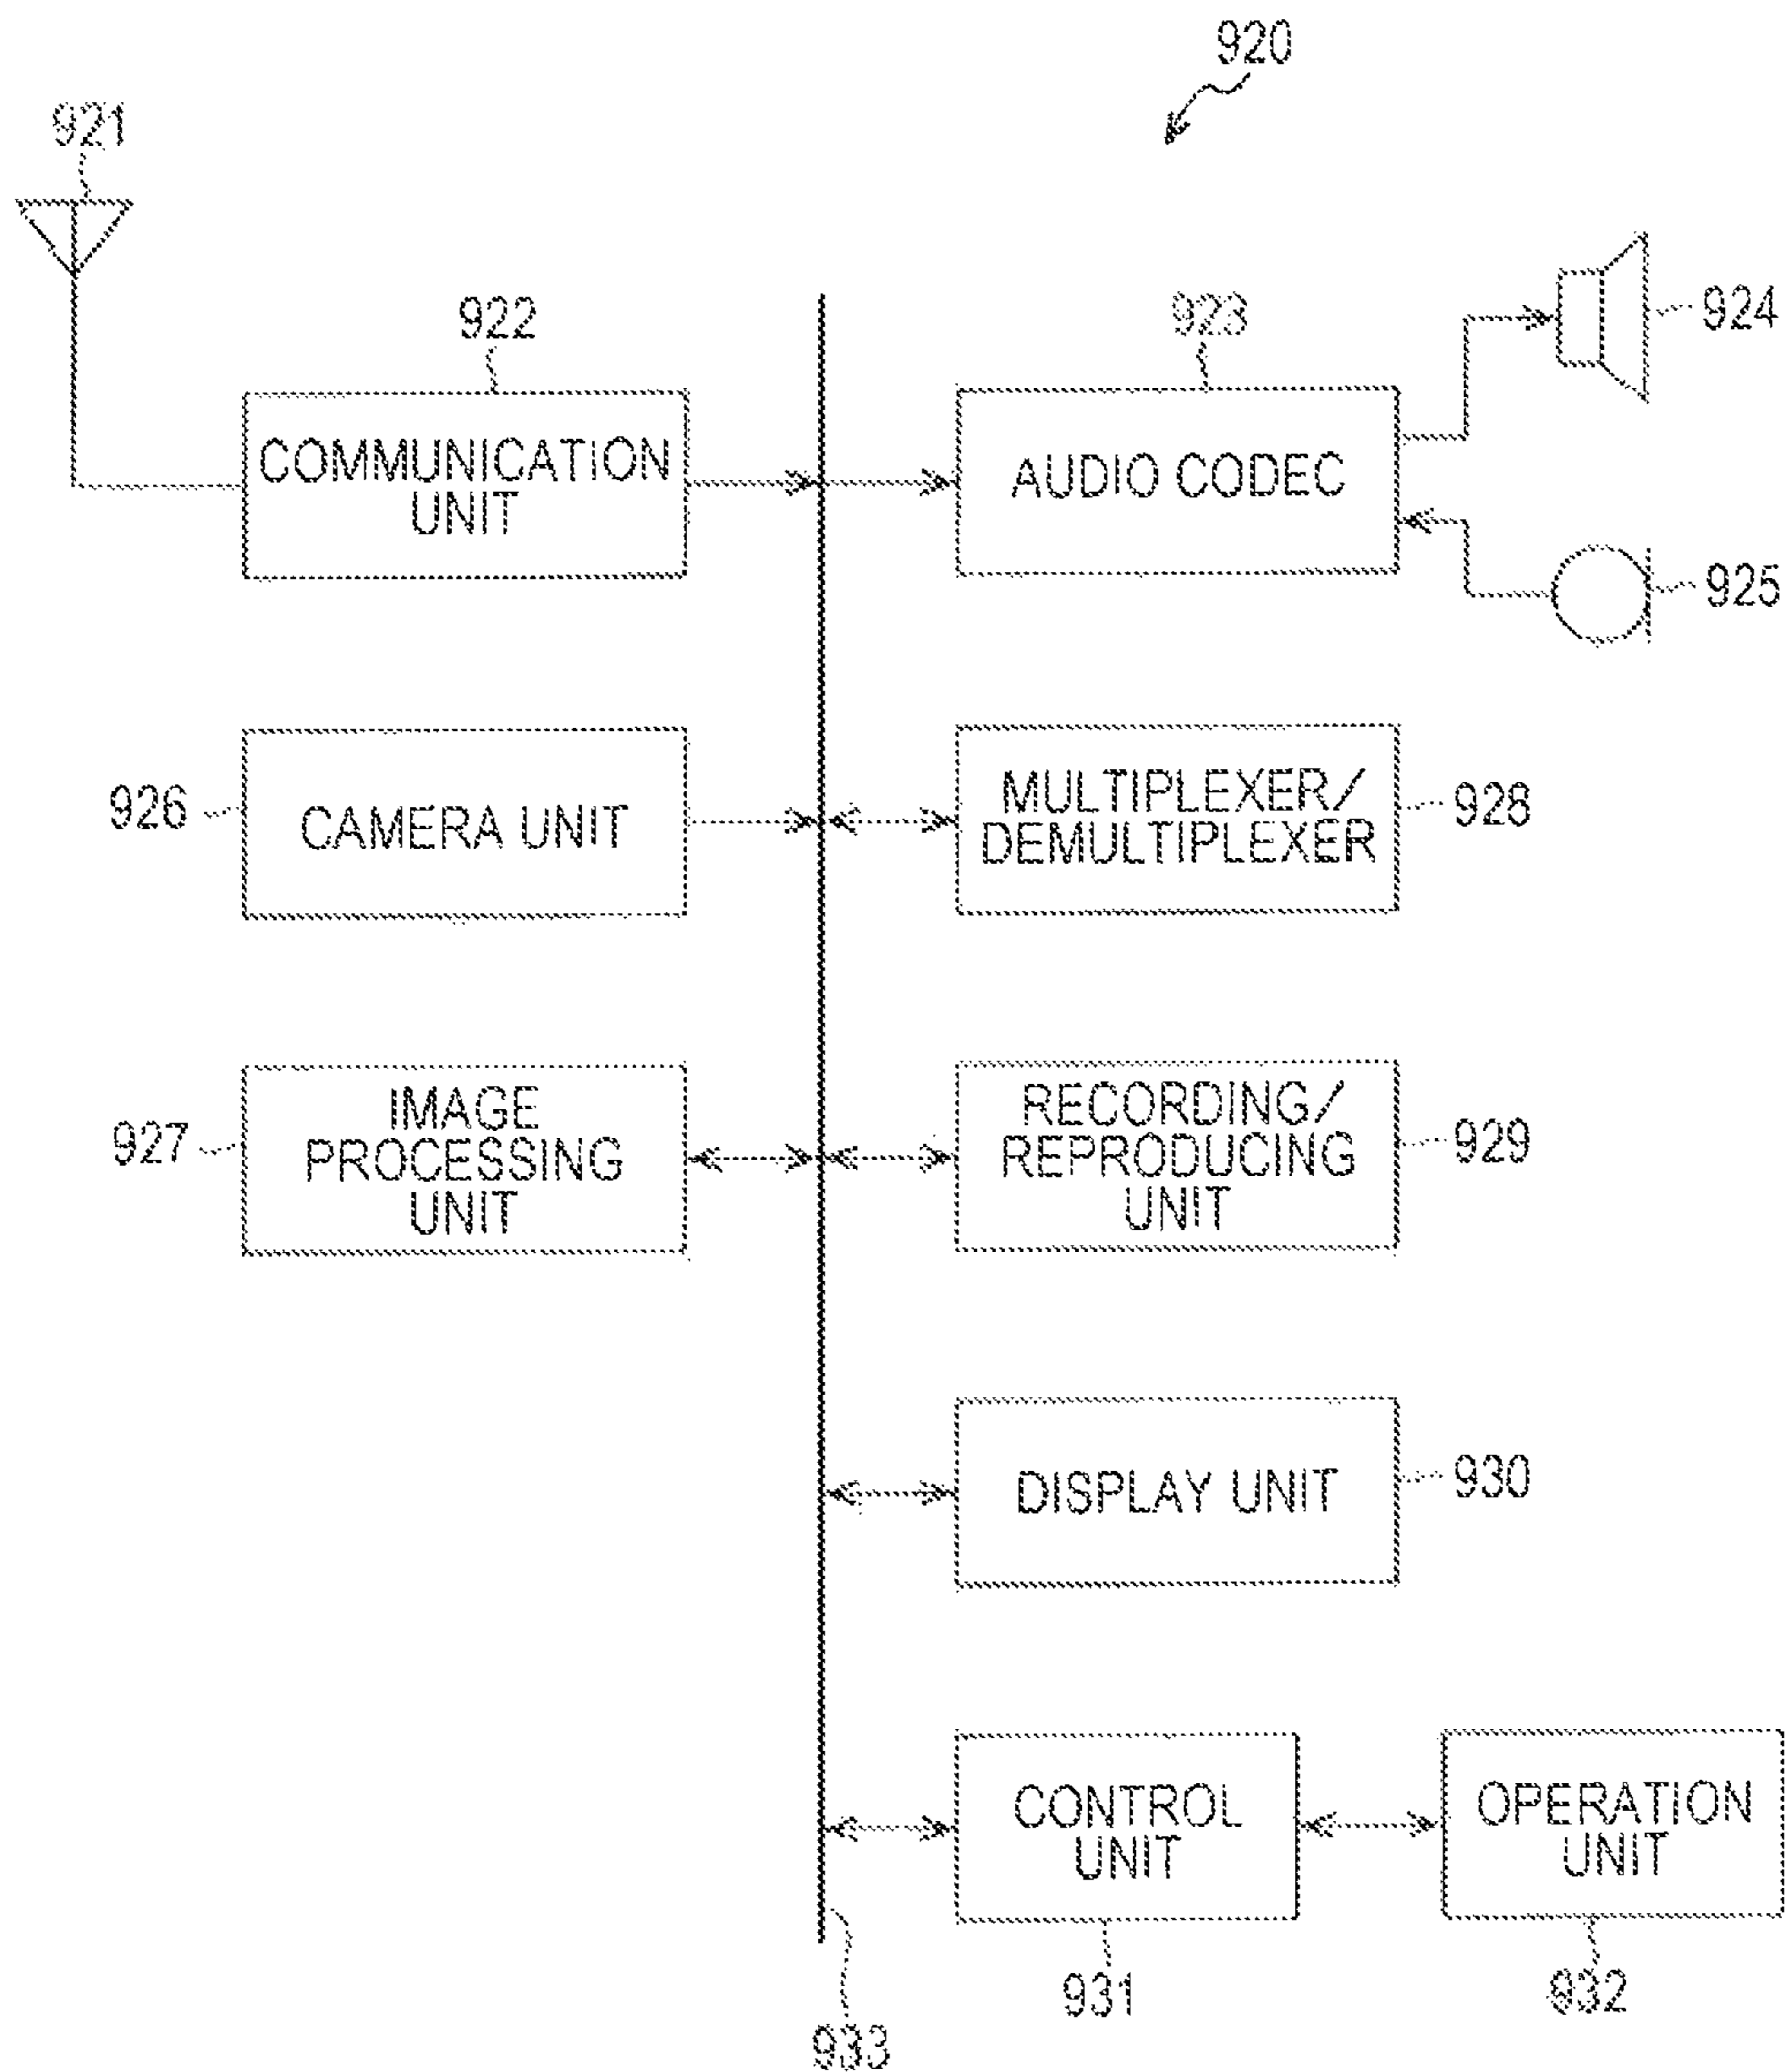 920
921
922
923
924
COMMUNICATION
UNIT
AUDIO CODEC
925
926
CAMERA UNIT
MULTIPLEXER/
DEMULTIPLEXER
928
927
IMAGE
PROCESSING
UNIT
RECORDING/
REPRODUCING
UNIT
929
DISPLAY UNIT
930
CONTROL
UNIT
OPERATION
UNIT
931
932
933